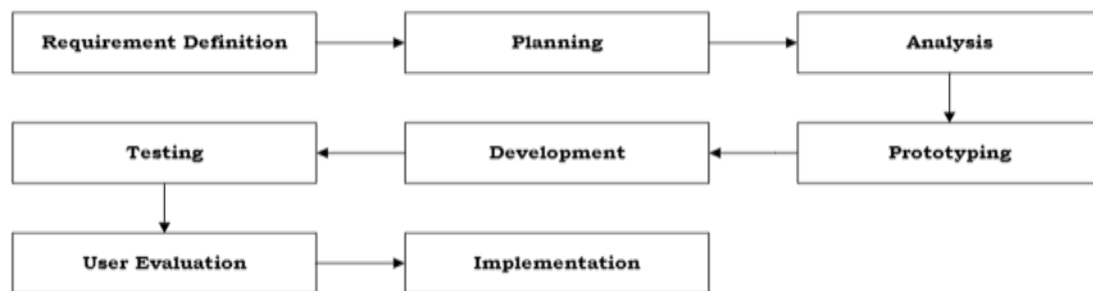 Requirement Definition
Planning
Analysis
Prototyping
Development
Testing
User Evaluation
Implementation